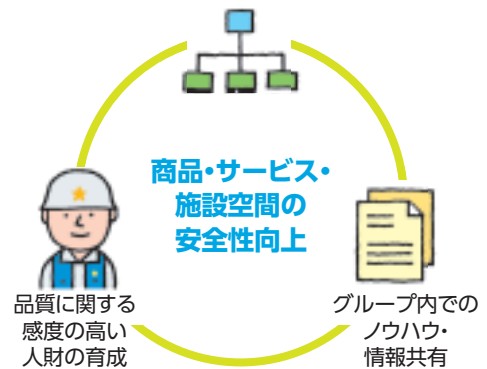 商品・サービス・
施設空間の
安全性向上
品質に関する
感度の高い
人財の育成
グループ内での
ノウハウ・
情報共有